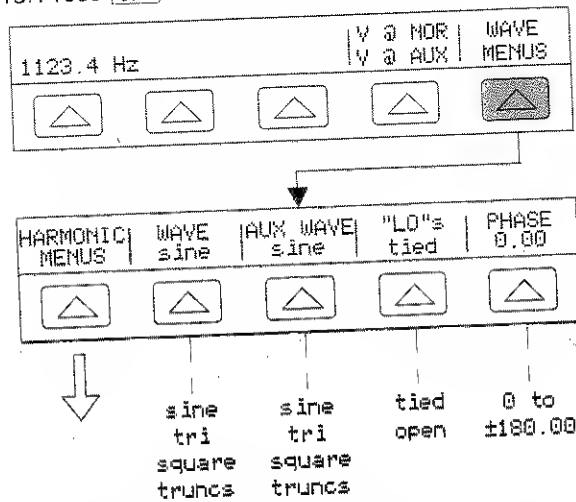 |V @ NOR| WAVE
1123.4 Hz |V @ AUX| MENUS
HARMONIC| WAVE |AUX WAVE| "LO"s | PHASE
MENUS | sine | sine | tied | 0.00
sine sine tied 0 to
tri tri open ±180.00
square square
truncs truncs